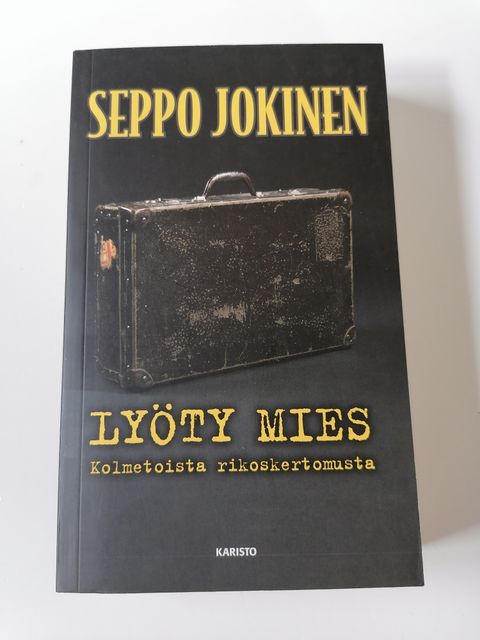 SEPPO JOKINEN
LYÖTY MIES
Kolmetoista rikoskertomusta
KARISTO